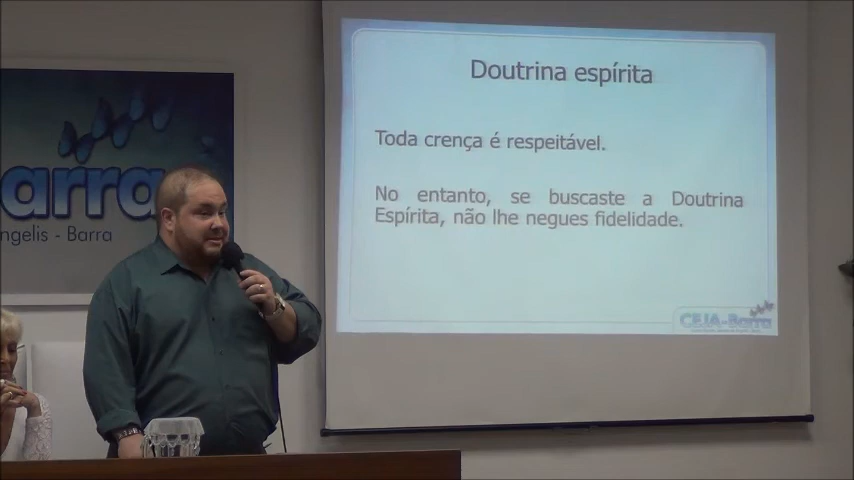 Doutrina espírita
Toda crença é respeitável.
No entanto, se buscaste a Doutrina
Espírita, não lhe negues fidelidade.
CEJA-Barra
arra
ngelis - Barra